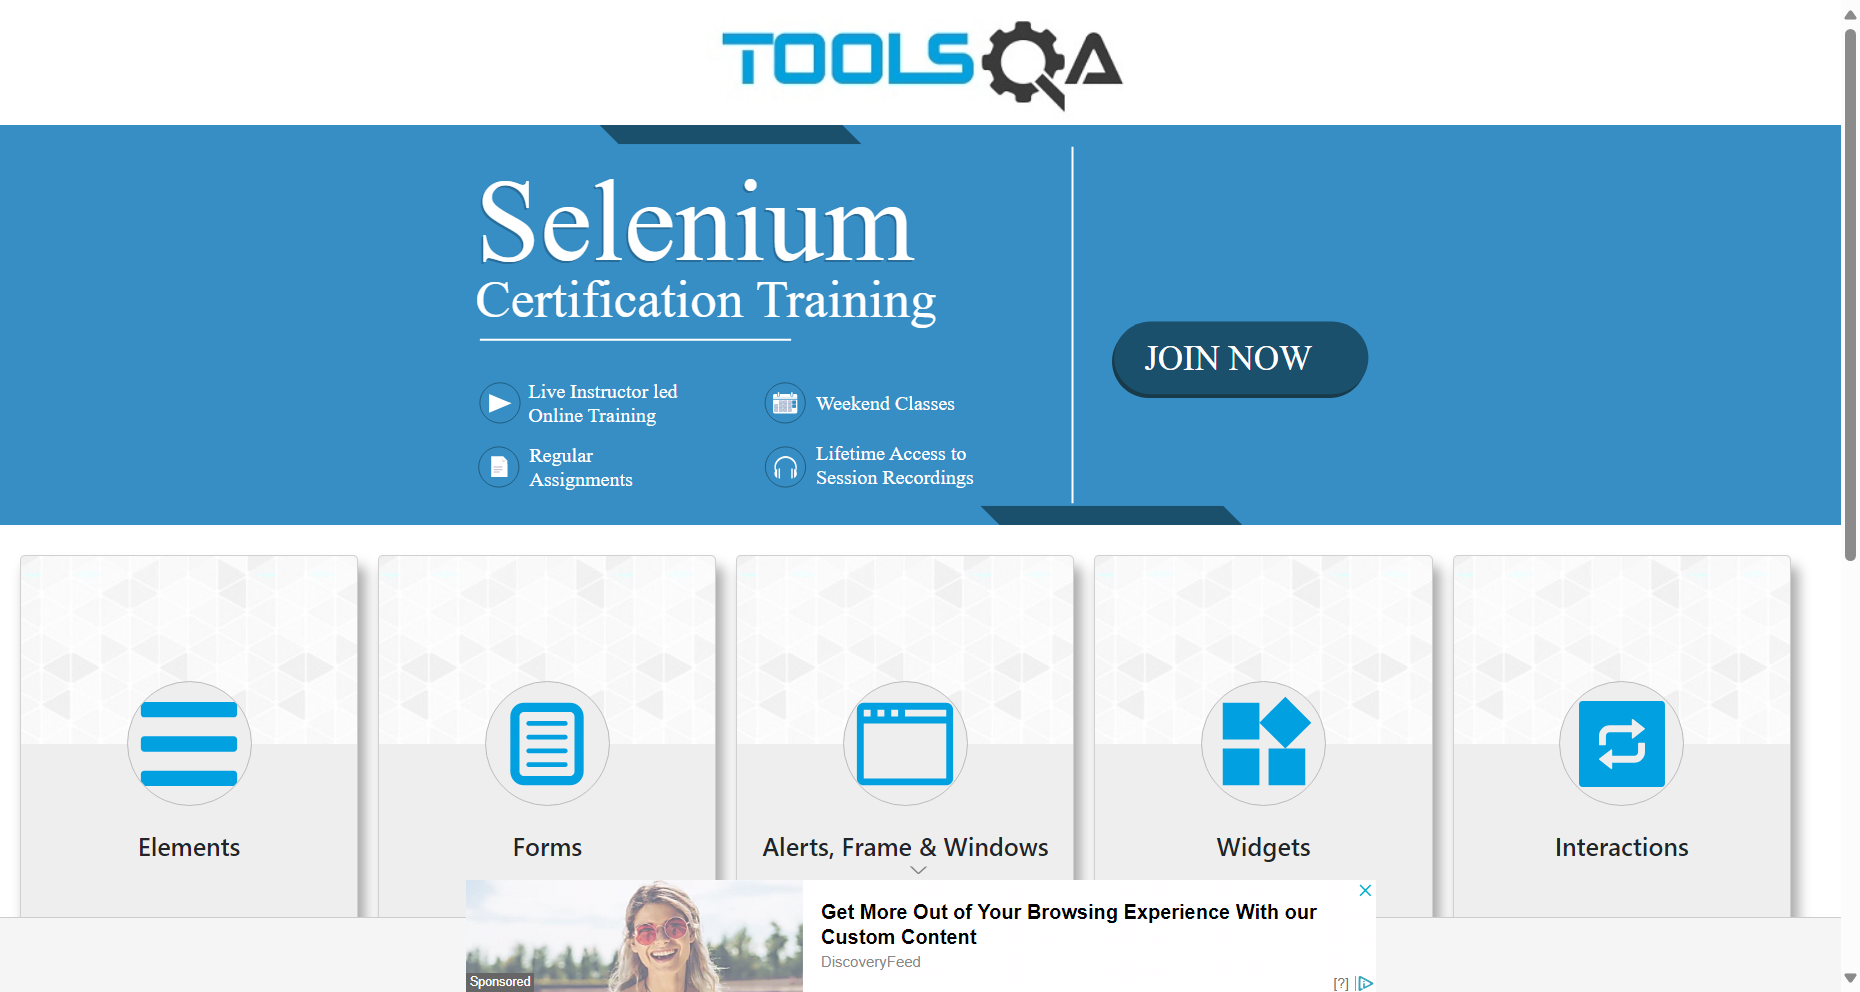 TOOLSQA
Selenium
Certification Training
Live Instructor led
Online Training
Weekend Classes
Regular
Assignments
Lifetime Access to
Session Recordings
JOIN NOW
Elements
Forms
Alerts, Frame & Windows
Widgets
Interactions
Get More Out of Your Browsing Experience With our
Custom Content
DiscoveryFeed
Sponsored
[?]